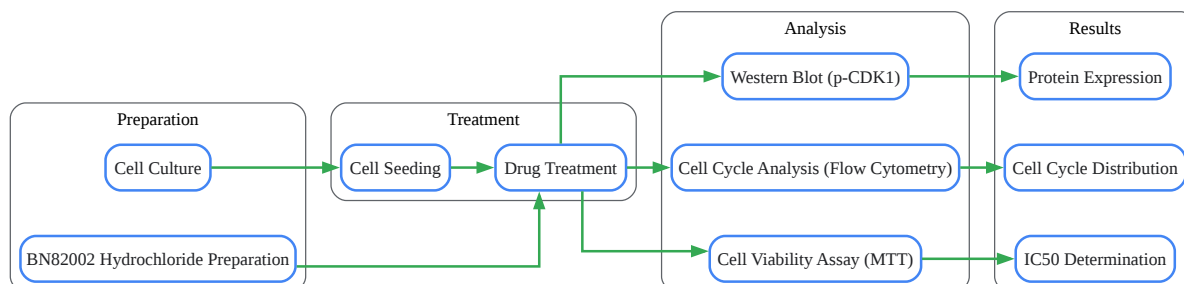 Preparation
Cell Culture
BN82002 Hydrochloride Preparation
Treatment
Cell Seeding
Drug Treatment
Analysis
Western Blot (p-CDK1)
Cell Cycle Analysis (Flow Cytometry)
Cell Viability Assay (MTT)
Results
Protein Expression
Cell Cycle Distribution
IC50 Determination